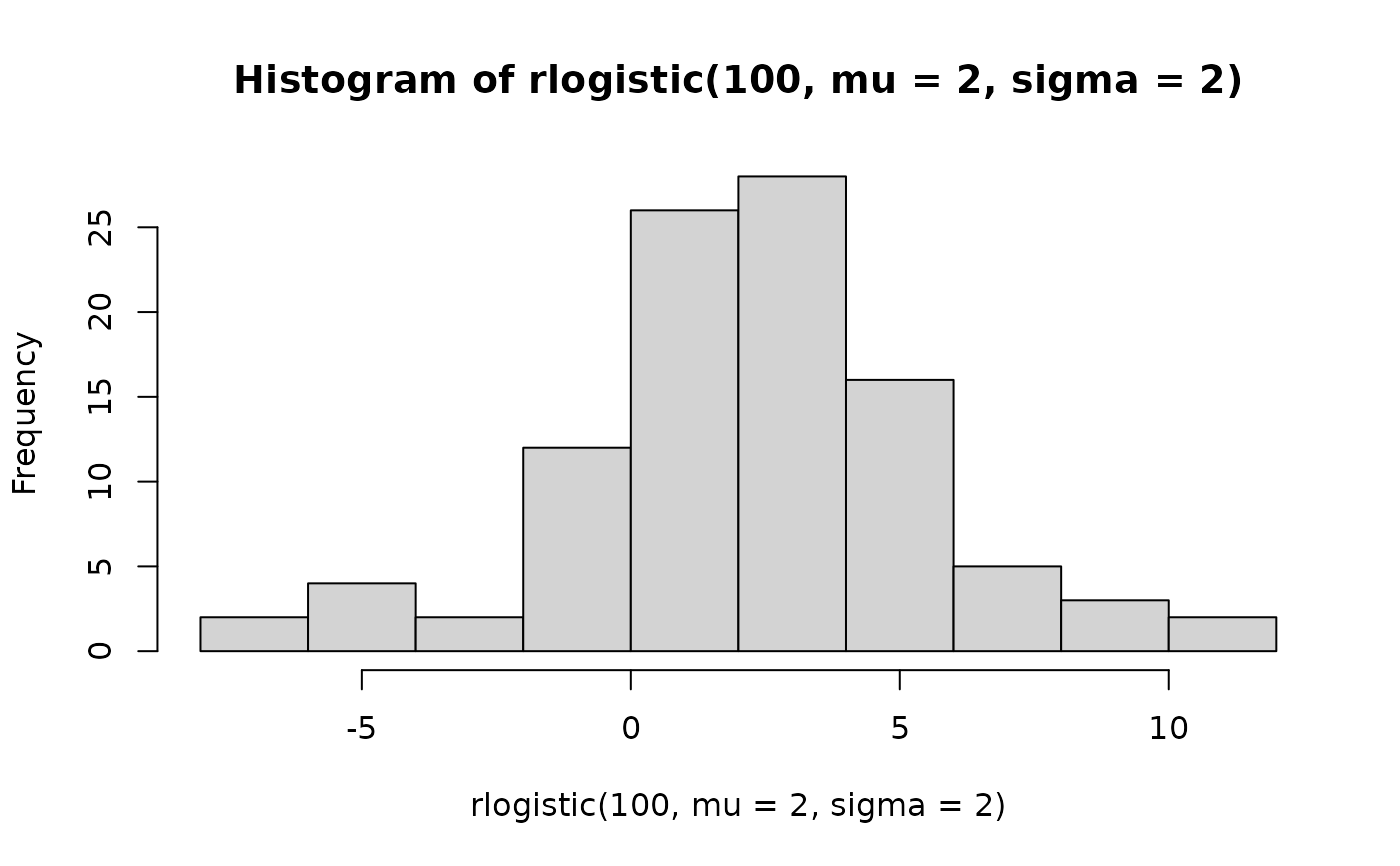 Histogram of rlogistic(100, mu = 2, sigma = 2)
Frequency
25
20
15
10
5
0
-5 0 5 10
rlogistic(100, mu = 2, sigma = 2)